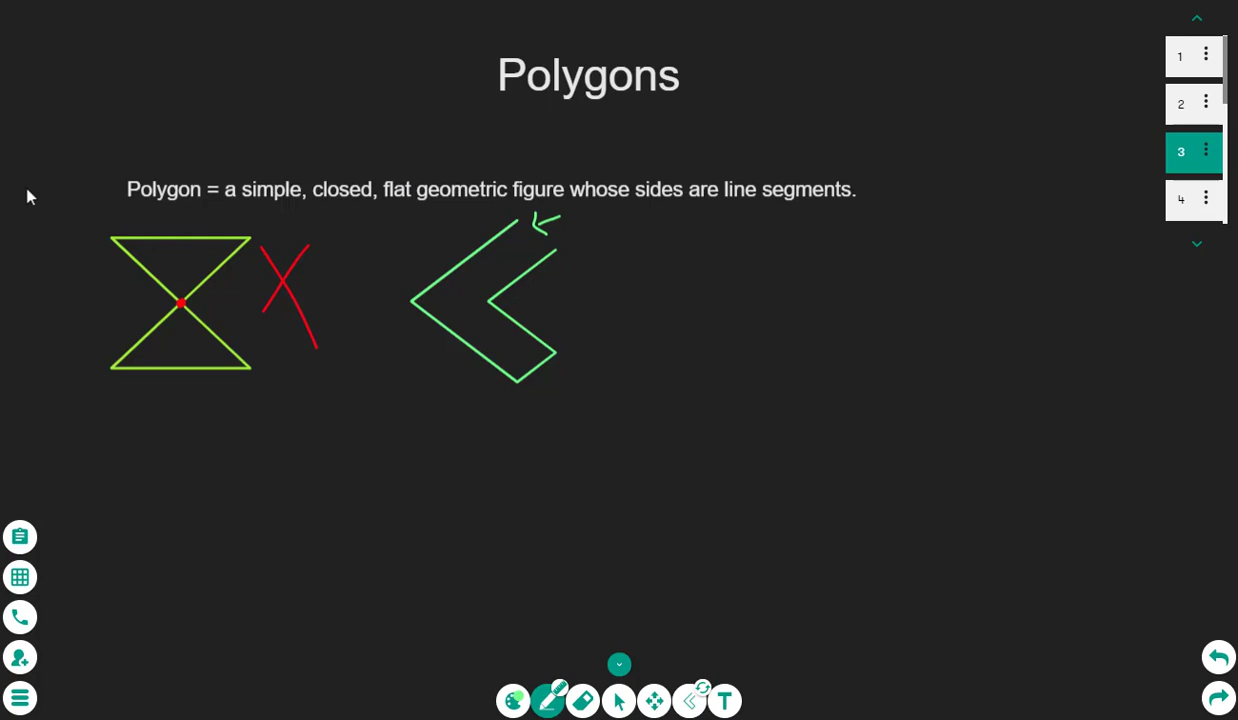 Polygons
Polygon = a simple, closed, flat geometric figure whose sides are line segments.
1
2
3
4
T